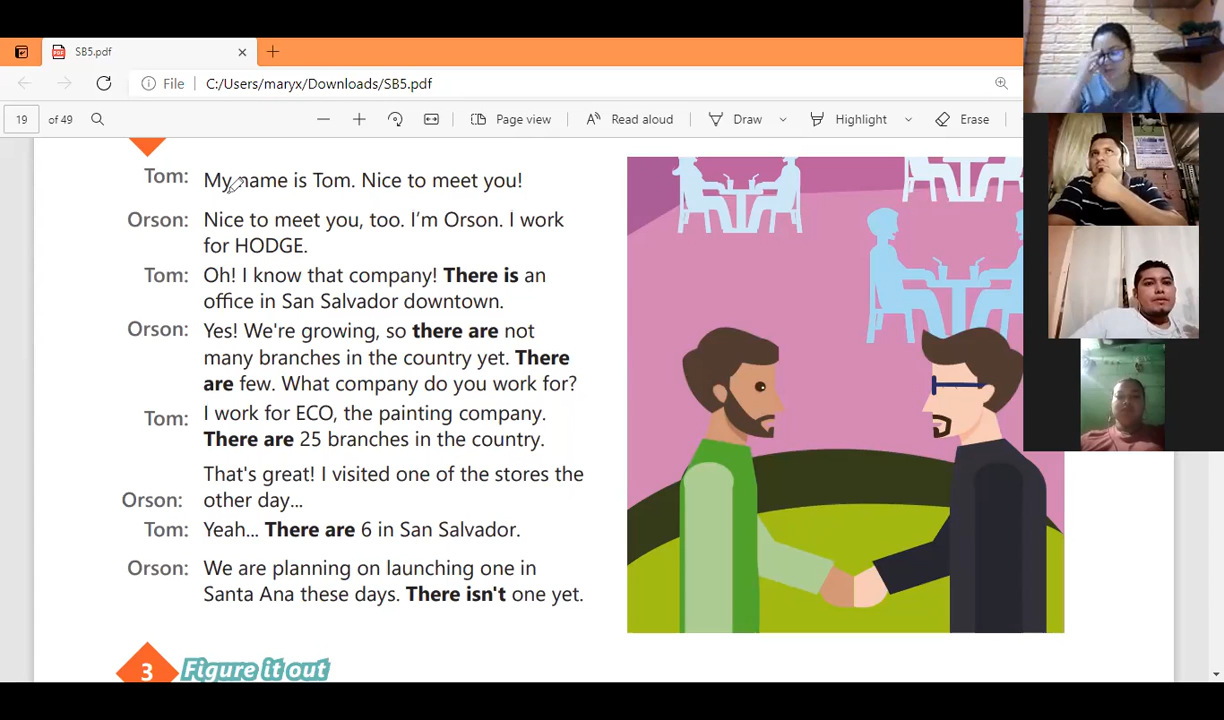 SB5.pdf
File C:/Users/maryx/Downloads/SB5.pdf
19 of 49 Page view Read aloud Draw Highlight Erase
Tom: My name is Tom. Nice to meet you!
Orson: Nice to meet you, too. I'm Orson. I work
for HODGE.
Tom: Oh! I know that company! There is an
office in San Salvador downtown.
Orson: Yes! We're growing, so there are not
many branches in the country yet. There
are few. What company do you work for?
Tom: I work for ECO, the painting company.
There are 25 branches in the country.
That's great! I visited one of the stores the
Orson: other day...
Tom: Yeah... There are 6 in San Salvador.
Orson: We are planning on launching one in
Santa Ana these days. There isn't one yet.
3 Figure it out